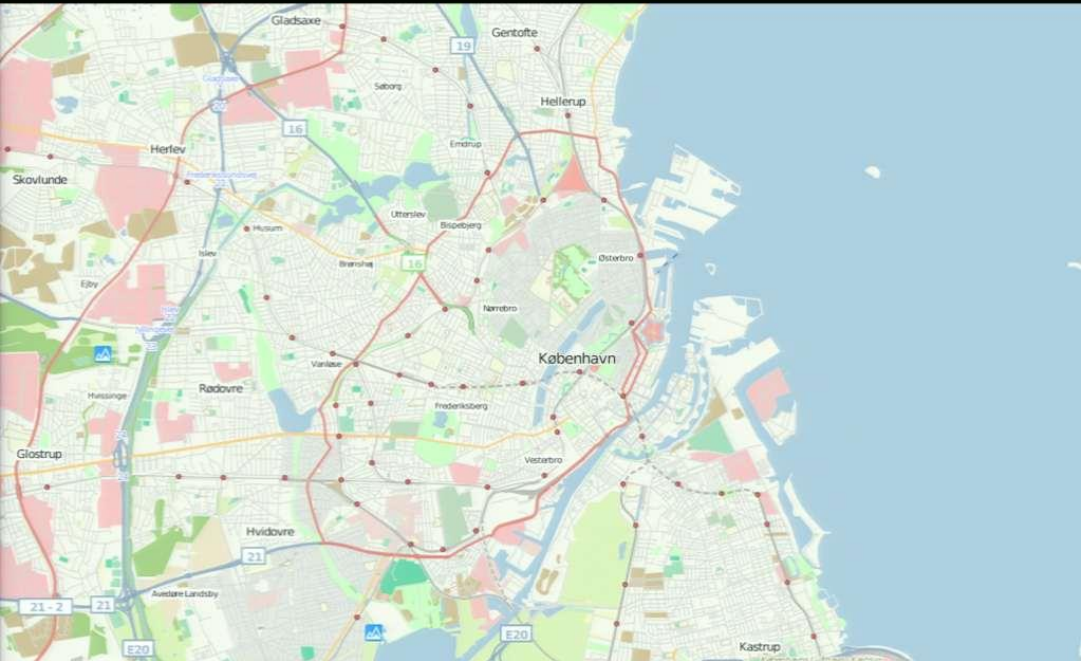 Gladsaxe
Gentofte
19
Søborg
Gladsaxe
Hellerup
16
Emdrup
Herlev
Skovlunde
Utterslev
Bispebjerg
Husum
Islev
Brønshøj
16
Østerbro
Ejby
Nørrebro
København
Vanløse
Rødovre
Hvissinge
Frederiksberg
Glostrup
Vesterbro
Hvidovre
21
Avedøre Landsby
21 - 2
21
E20
E20
Kastrup